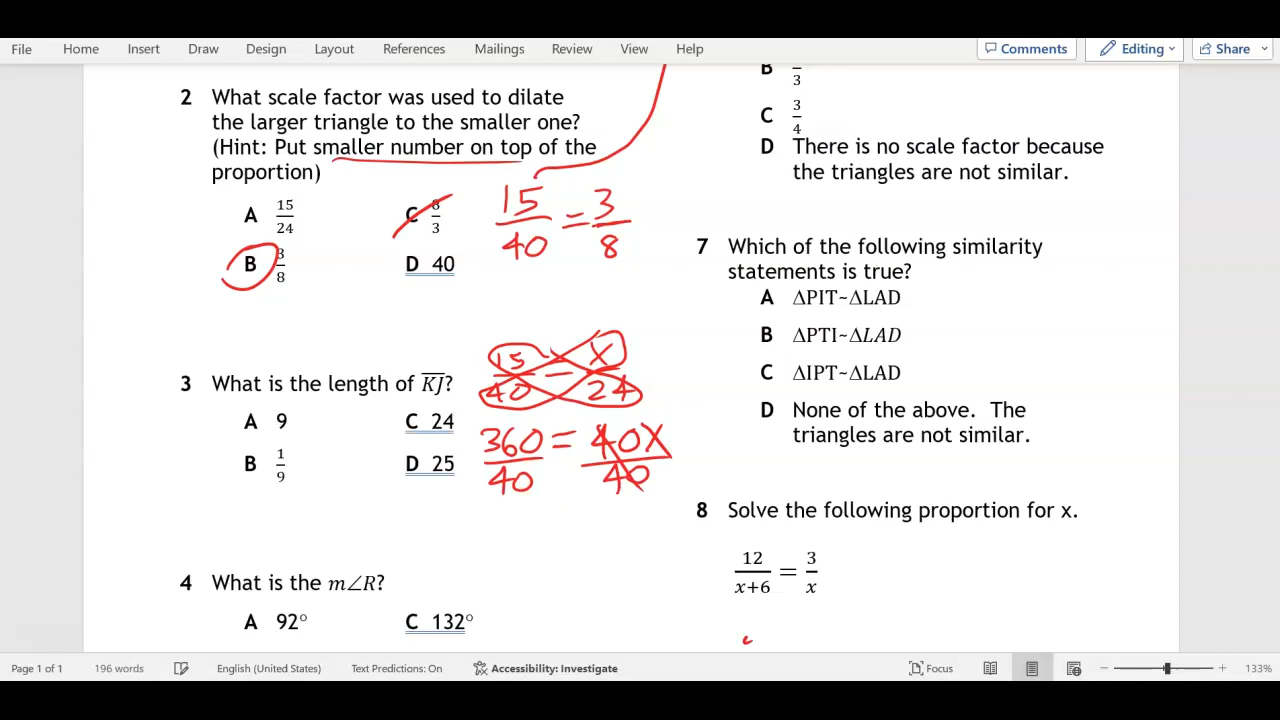 File Home Insert Draw Design Layout References Mailings Review View Help Comments Editing Share
2 What scale factor was used to dilate
the larger triangle to the smaller one?
(Hint: Put smaller number on top of the
proportion)
A 15/24 C 8/3
B 3/8 D 40
15/40 = 3/8
3 What is the length of KJ?
A 9 C 24
B 1/9 D 25
15/40 = x/24
360/40 = 40x/40
4 What is the m∠R?
A 92° C 132°
B /3
C 3/4
D There is no scale factor because
the triangles are not similar.
7 Which of the following similarity
statements is true?
A ΔPIT~ΔLAD
B ΔPTI~ΔLAD
C ΔIPT~ΔLAD
D None of the above. The
triangles are not similar.
8 Solve the following proportion for x.
12/x+6 = 3/x
Page 1 of 1 196 words English (United States) Text Predictions: On Accessibility: Investigate Focus 133%